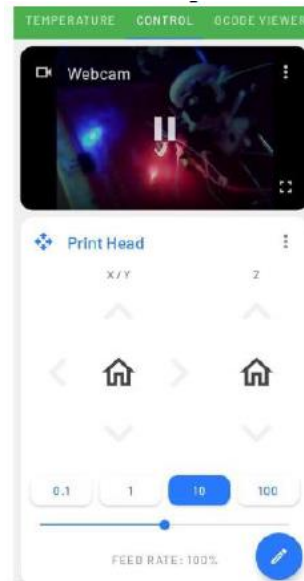 TEMPERATURE CONTROL GCODE VIEWER
Webcam
Print Head
X/Y Z
0.1 1 10 100
FEED RATE: 100%